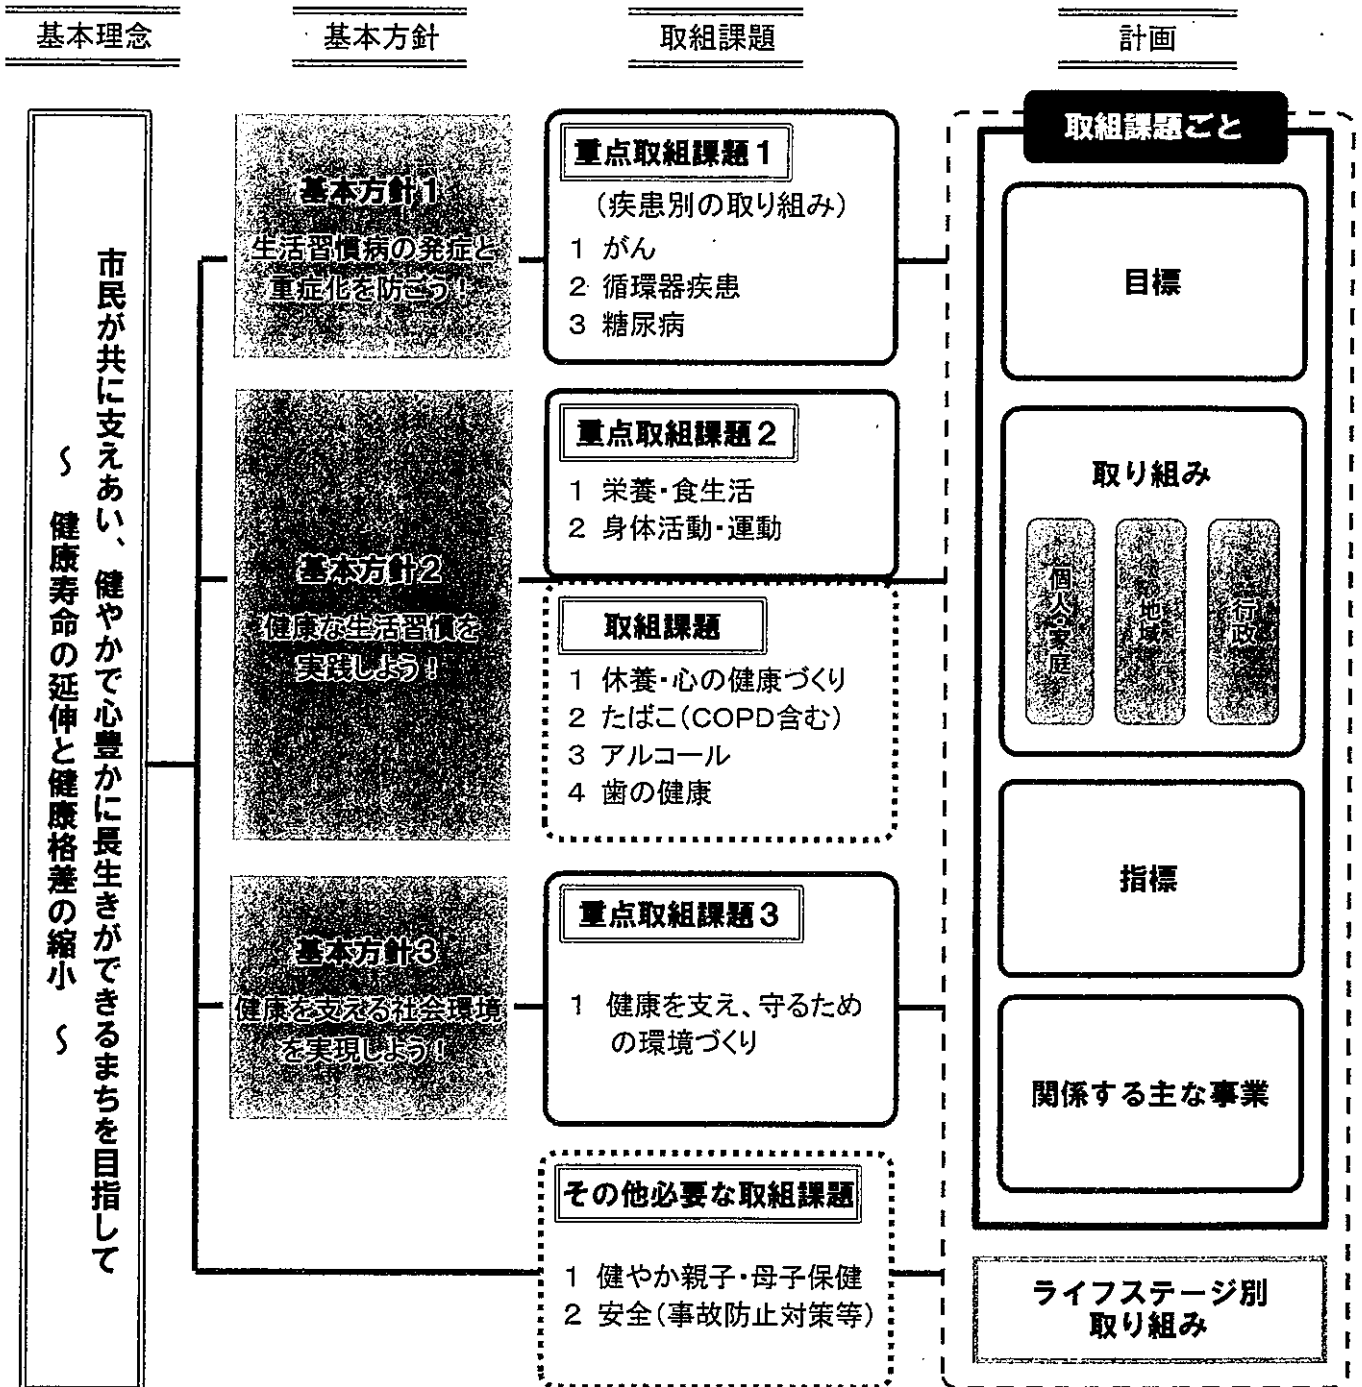 基本理念
基本方針
取組課題
計画
市民が共に支えあい、健やかで心豊かに長生きができるまちを目指して
～ 健康寿命の延伸と健康格差の縮小 ～
基本方針1
生活習慣病の発症と
重症化を防ごう！
重点取組課題1
（疾患別の取り組み）
1 がん
2 循環器疾患
3 糖尿病
基本方針2
健康な生活習慣を
実践しよう！
重点取組課題2
1 栄養・食生活
2 身体活動・運動
取組課題
1 休養・心の健康づくり
2 たばこ（COPD含む）
3 アルコール
4 歯の健康
基本方針3
健康を支える社会環境
を実現しよう！
重点取組課題3
1 健康を支え、守るため
の環境づくり
その他必要な取組課題
1 健やか親子・母子保健
2 安全（事故防止対策等）
取組課題ごと
目標
取り組み
個人・家庭
地域
行政
指標
関係する主な事業
ライフステージ別
取り組み